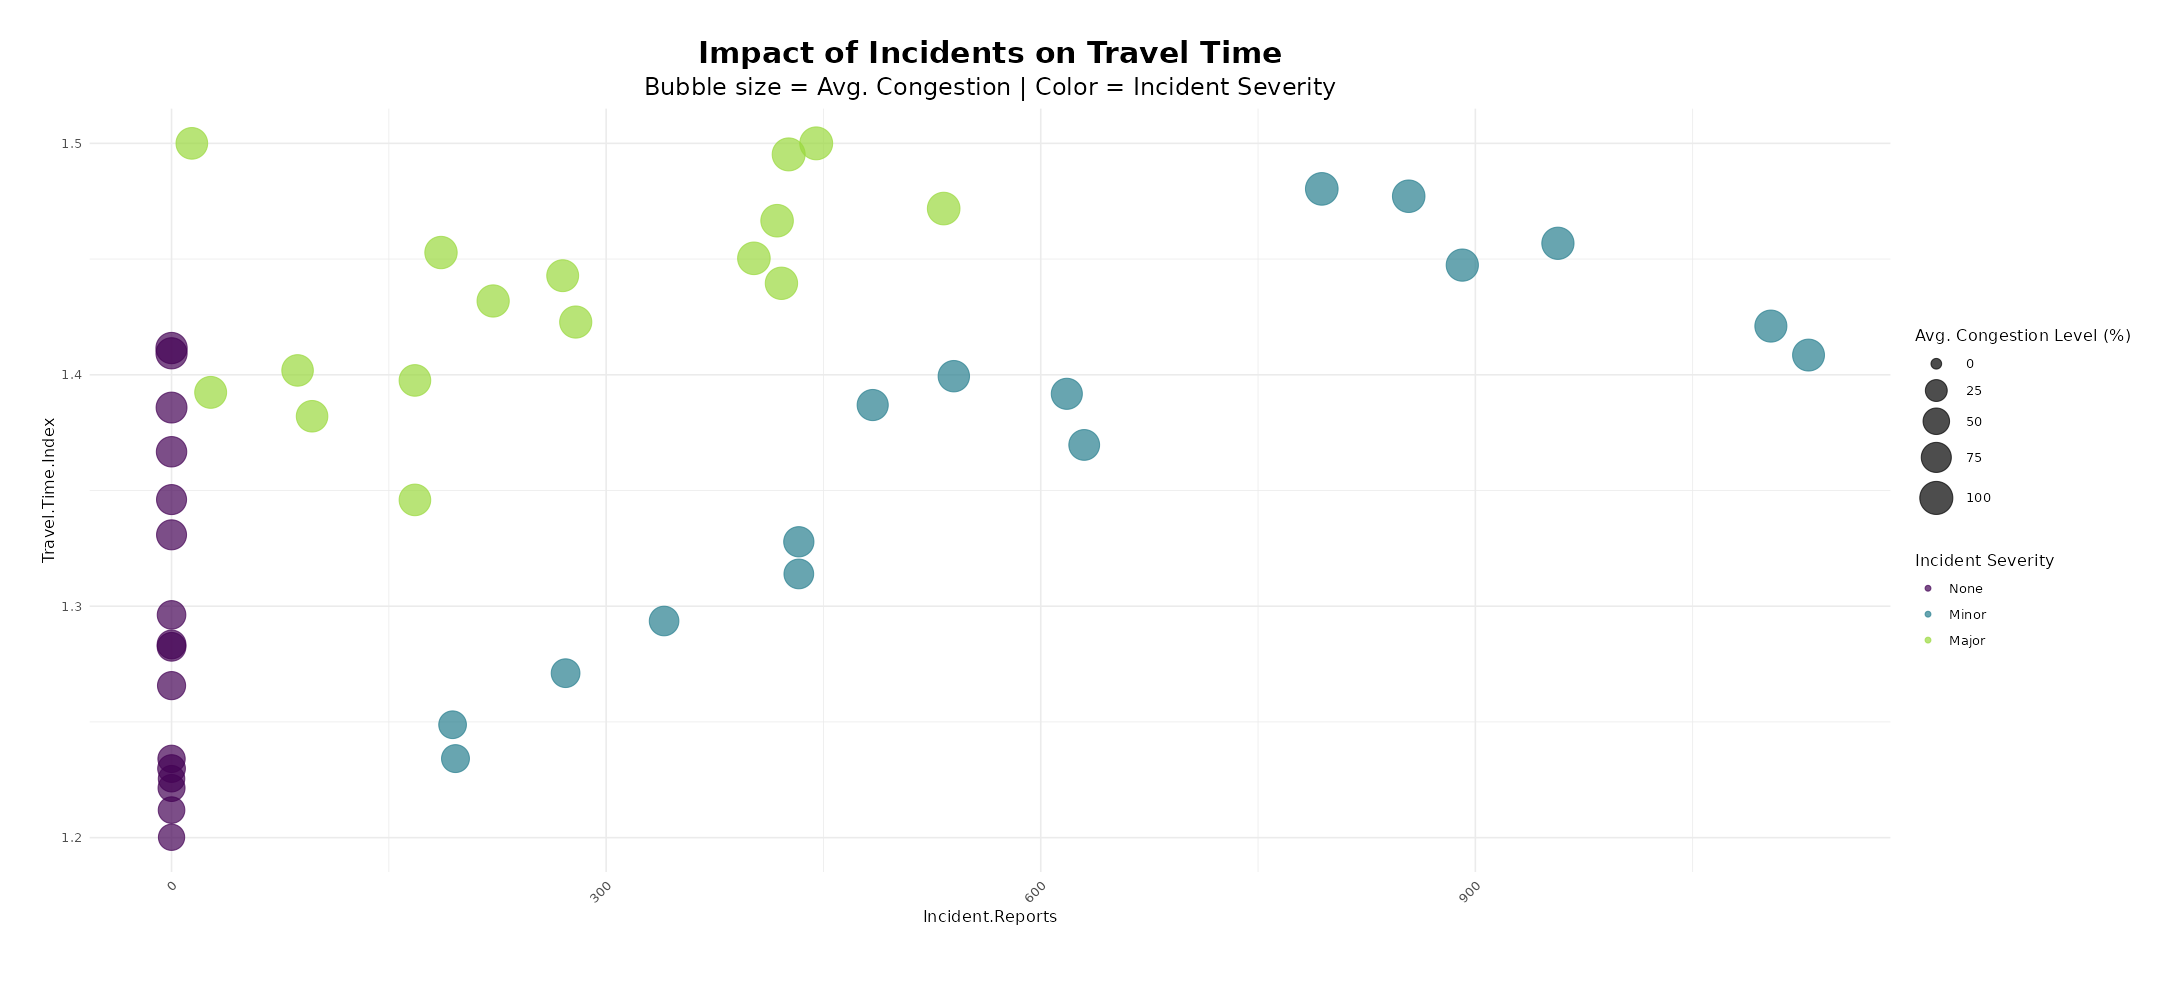 Impact of Incidents on Travel Time
Bubble size = Avg. Congestion | Color = Incident Severity
1.5
1.4
1.3
1.2
Travel.Time.Index
0
300
600
900
Incident.Reports
Avg. Congestion Level (%)
0
25
50
75
100
Incident Severity
None
Minor
Major